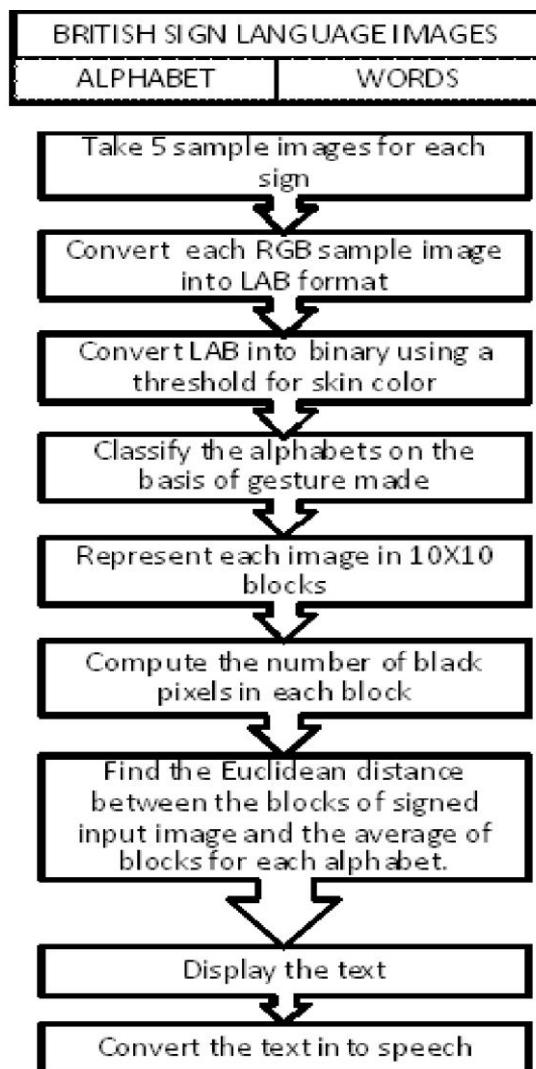 BRITISH SIGN LANGUAGE IMAGES
ALPHABET WORDS
Take 5 sample images for each
sign
Convert each RGB sample image
into LAB format
Convert LAB into binary using a
threshold for skin color
Classify the alphabets on the
basis of gesture made
Represent each image in 10X10
blocks
Compute the number of black
pixels in each block
Find the Euclidean distance
between the blocks of signed
input image and the average of
blocks for each alphabet.
Display the text
Convert the text in to speech